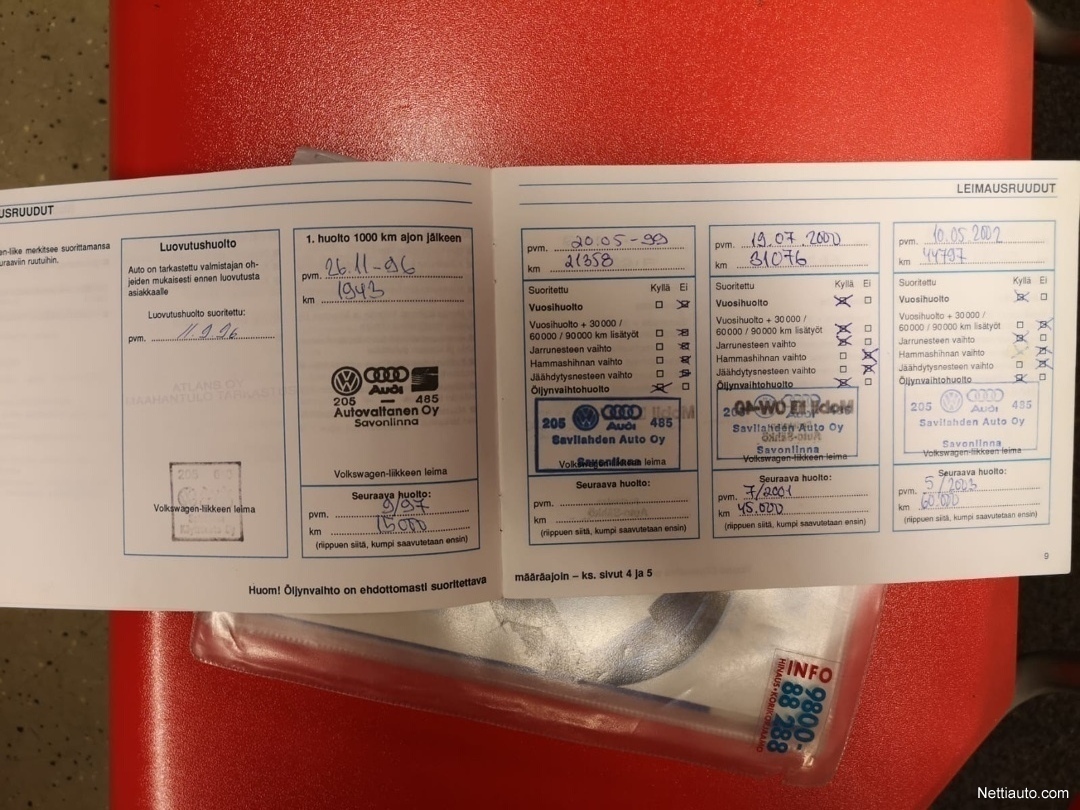 USRUUDUT
en-liike merkitsee suorittamansa
euraaviin ruutuihin.
Luovutushuolto
Auto on tarkastettu valmistajan oh-
jeiden mukaisesti ennen luovutusta
asiakkaalle
Luovutushuolto suoritettu:
pvm.
Volkswagen-liikkeen leima
1. huolto 1000 km ajon jälkeen
pvm. 26.11-96
km 1943
Audi
205 485
Autovaltanen Oy
Savonlinna
Volkswagen-liikkeen leima
Seuraava huolto:
pvm. 9/97
km 15000
(riippuen siitä, kumpi saavutetaan ensin)
Huom! Öljynvaihto on ehdottomasti suoritettava
LEIMAUSRUUDUT
pvm. 20.05-99
km 21358
Suoritettu Kyllä Ei
Vuosihuolto
Vuosihuolto + 30 000 /
60 000 / 90 000 km lisätyöt
Jarrunesteen vaihto
Hammashihnan vaihto
Jäähdytysnesteen vaihto
Öljynvaihtohuolto
205 Audi 485
Savilahden Auto Oy
Savonlinna
Volkswagen-liikkeen leima
Seuraava huolto:
pvm.
km
(riippuen siitä, kumpi saavutetaan ensin)
pvm. 19.07.2000
km 31076
Suoritettu Kyllä Ei
Vuosihuolto
Vuosihuolto + 30 000 /
60 000 / 90 000 km lisätyöt
Jarrunesteen vaihto
Hammashihnan vaihto
Jäähdytysnesteen vaihto
Öljynvaihtohuolto
Audi
Savilahden Auto Oy
Savonlinna
Volkswagen-liikkeen leima
Seuraava huolto:
pvm. 7/2001
km 45.000
(riippuen siitä, kumpi saavutetaan ensin)
pvm. 10.05.2002
km 44797
Suoritettu Kyllä Ei
Vuosihuolto
Vuosihuolto + 30 000 /
60 000 / 90 000 km lisätyöt
Jarrunesteen vaihto
Hammashihnan vaihto
Jäähdytysnesteen vaihto
Öljynvaihtohuolto
205 Audi 485
Savilahden Auto Oy
Savonlinna
Volkswagen-liikkeen leima
Seuraava huolto:
pvm. 5/2003
km 60.000
(riippuen siitä, kumpi saavutetaan ensin)
9
määräajoin – ks. sivut 4 ja 5
INFO
9800-
88 288
Nettiauto.com